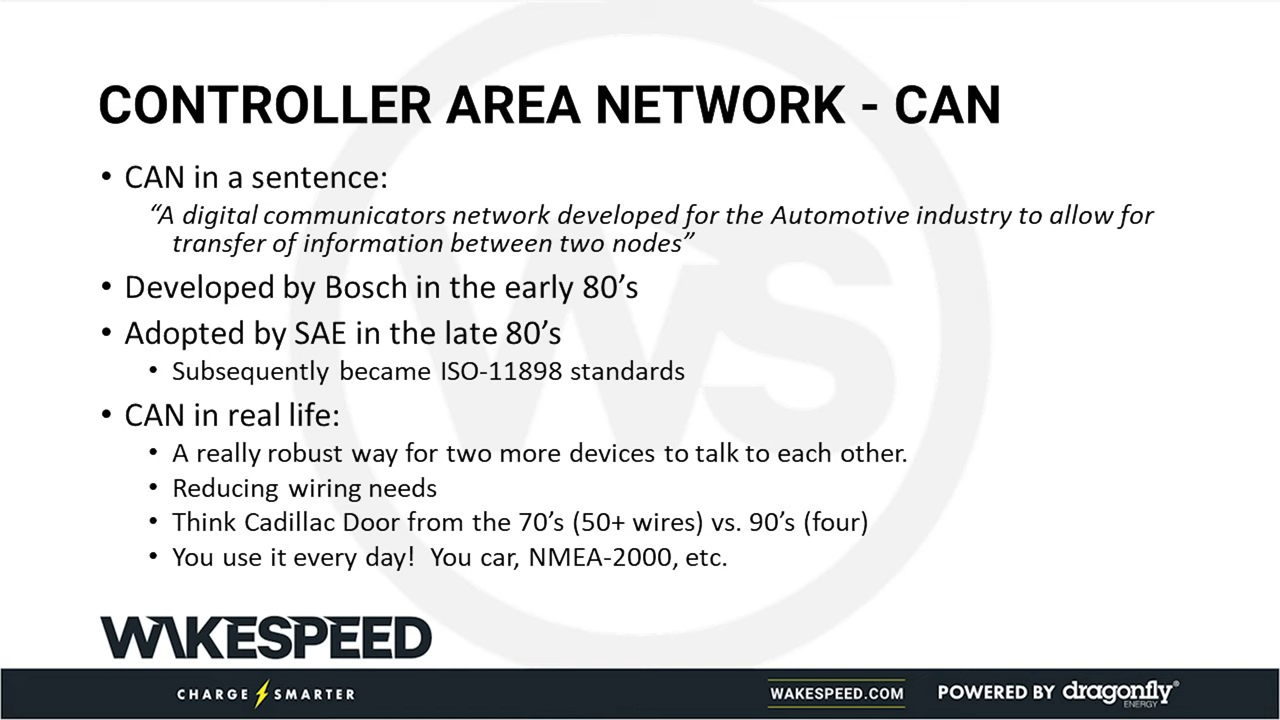 CONTROLLER AREA NETWORK - CAN
• CAN in a sentence:
“A digital communicators network developed for the Automotive industry to allow for
transfer of information between two nodes”
• Developed by Bosch in the early 80’s
• Adopted by SAE in the late 80’s
• Subsequently became ISO-11898 standards
• CAN in real life:
• A really robust way for two more devices to talk to each other.
• Reducing wiring needs
• Think Cadillac Door from the 70’s (50+ wires) vs. 90’s (four)
• You use it every day!  You car, NMEA-2000, etc.
WS
WAKESPEED
CHARGE SMARTER
WAKESPEED.COM
POWERED BY dragonfly®
ENERGY